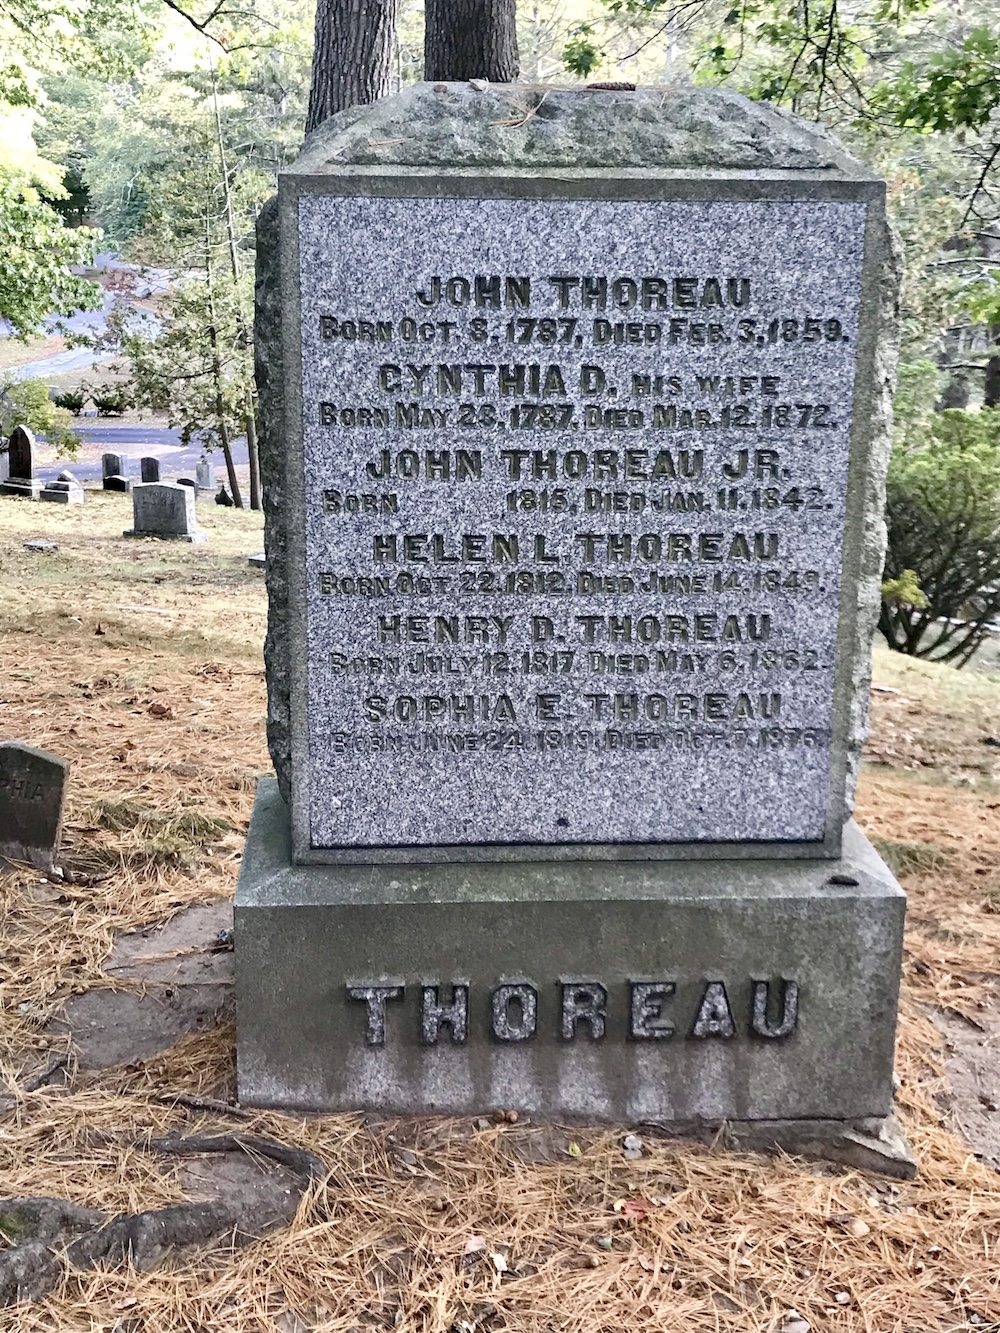 JOHN THOREAU
BORN OCT. 8, 1787, DIED FEB. 3, 1859.
CYNTHIA D. HIS WIFE
BORN MAY 28, 1787, DIED MAR. 12, 1872.
JOHN THOREAU JR.
BORN 1815, DIED JAN. 11, 1842.
HELEN L. THOREAU
BORN OCT. 22, 1812, DIED JUNE 14, 1849.
HENRY D. THOREAU
BORN JULY 12, 1817, DIED MAY 6, 1862.
SOPHIA E. THOREAU
BORN JUNE 24, 1819, DIED OCT. 7, 1876.
THOREAU